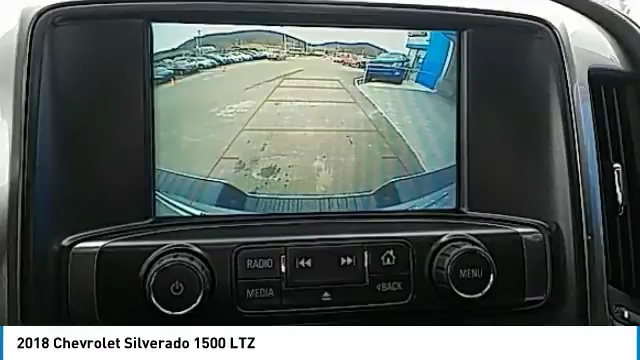 RADIO
MEDIA
BACK
MENU
2018 Chevrolet Silverado 1500 LTZ